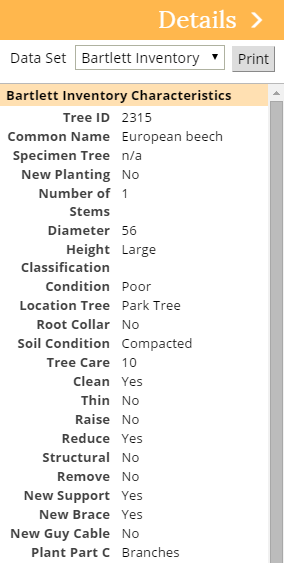 Details
Data Set Bartlett Inventory Print
Bartlett Inventory Characteristics
Tree ID 2315
Common Name European beech
Specimen Tree n/a
New Planting No
Number of 1
Stems
Diameter 56
Height Large
Classification
Condition Poor
Location Tree Park Tree
Root Collar No
Soil Condition Compacted
Tree Care 10
Clean Yes
Thin No
Raise No
Reduce Yes
Structural No
Remove No
New Support Yes
New Brace Yes
New Guy Cable No
Plant Part C Branches